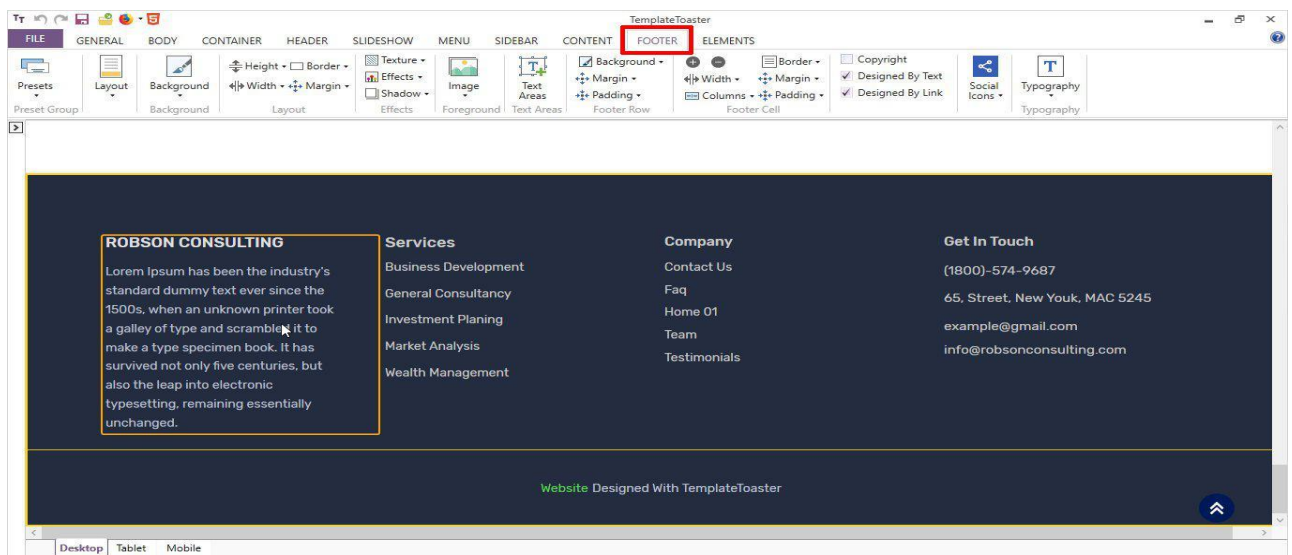 TemplateToaster
FILE GENERAL BODY CONTAINER HEADER SLIDESHOW MENU SIDEBAR CONTENT FOOTER ELEMENTS
Presets
Preset Group
Layout
Background
Background
Height Border
Width Margin
Layout
Texture
Effects
Shadow
Effects
Image
Foreground
Text
Areas
Text Areas
Background
Margin
Padding
Footer Row
Border
Width Margin
Columns Padding
Footer Cell
Copyright
Designed By Text
Designed By Link
Social
Icons
Typography
Typography
ROBSON CONSULTING
Lorem Ipsum has been the industry's
standard dummy text ever since the
1500s, when an unknown printer took
a galley of type and scrambled it to
make a type specimen book. It has
survived not only five centuries, but
also the leap into electronic
typesetting, remaining essentially
unchanged.
Services
Business Development
General Consultancy
Investment Planing
Market Analysis
Wealth Management
Company
Contact Us
Faq
Home 01
Team
Testimonials
Get In Touch
(1800)-574-9687
65, Street, New Youk, MAC 5245
example@gmail.com
info@robsonconsulting.com
Website Designed With TemplateToaster
Desktop Tablet Mobile